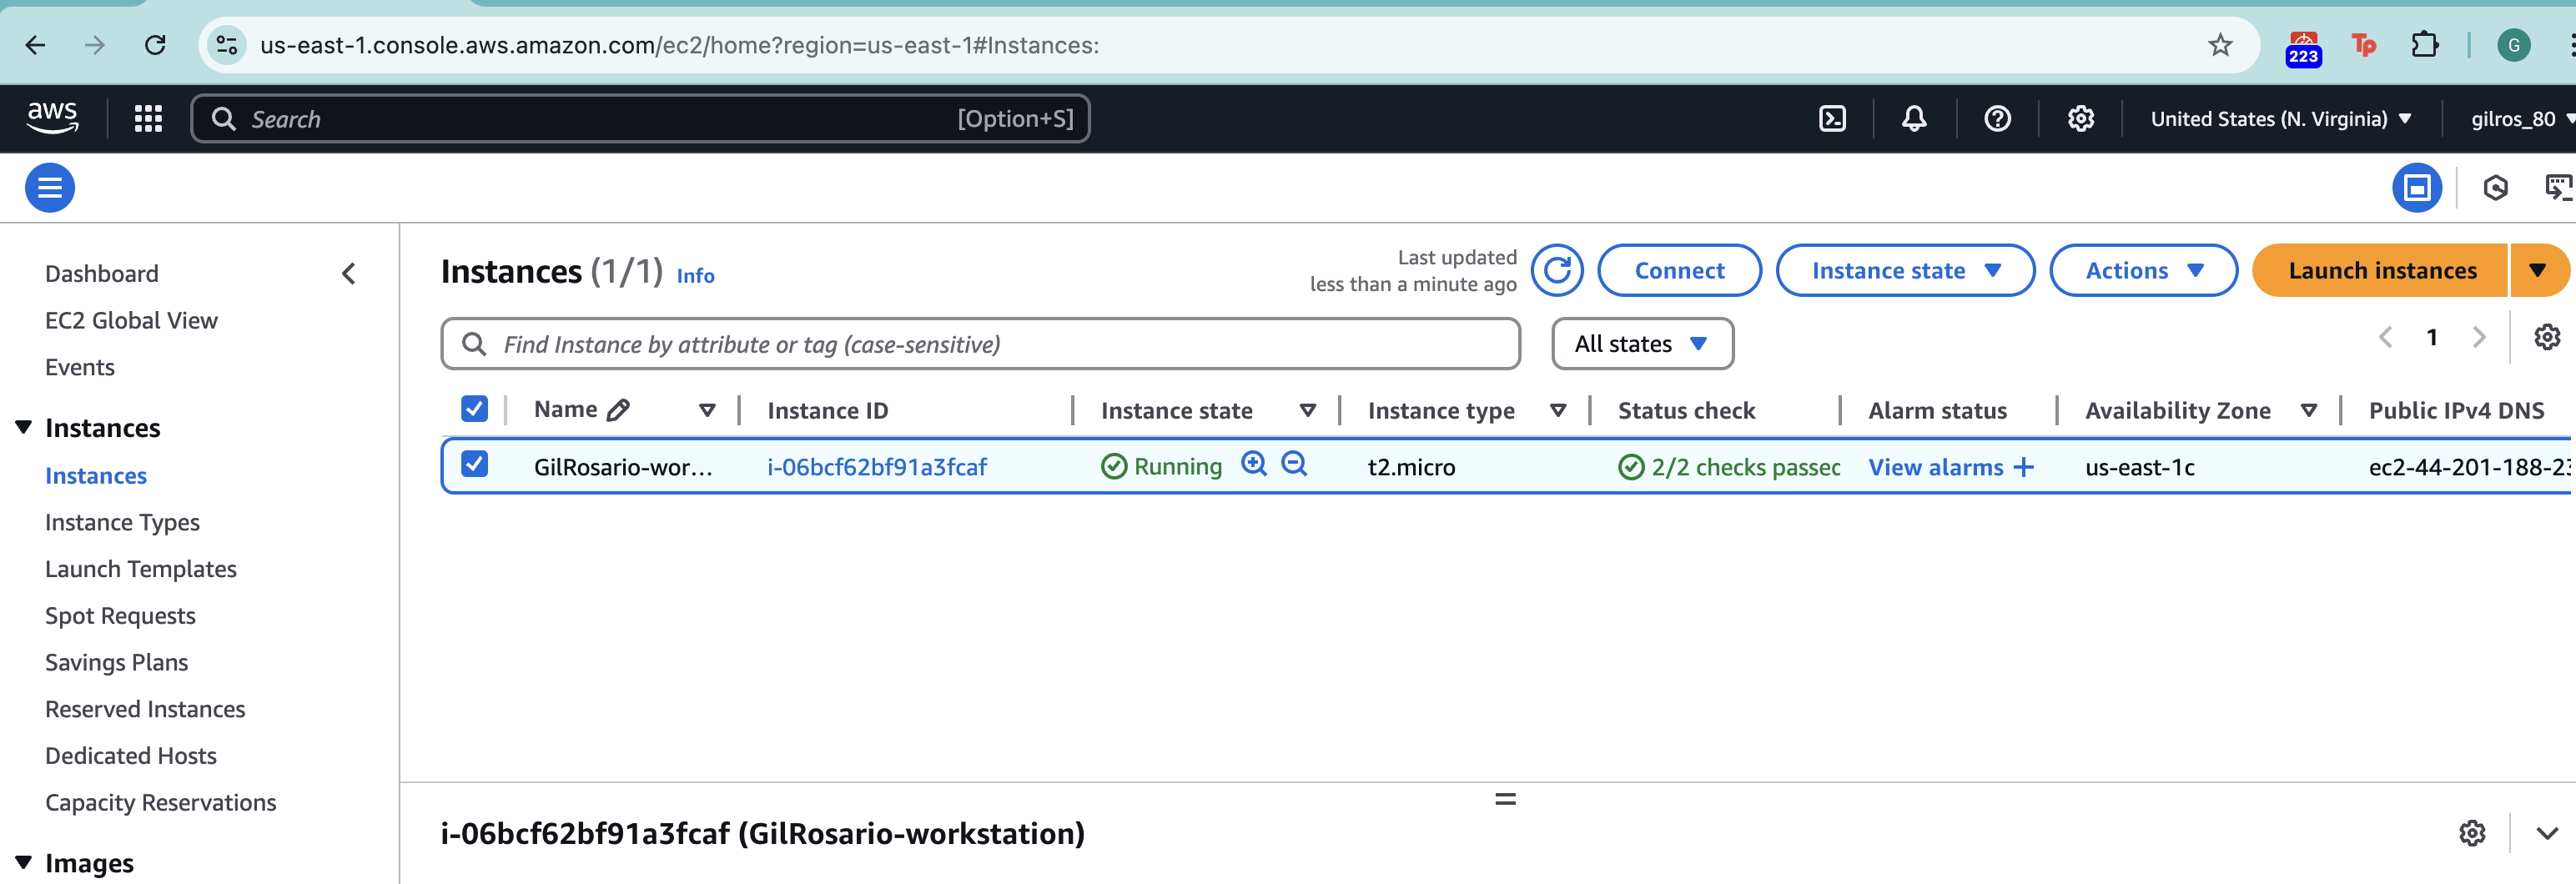 us-east-1.console.aws.amazon.com/ec2/home?region=us-east-1#Instances:
223
Tp
G
aws
Search
[Option+S]
United States (N. Virginia)
gilros_80
Dashboard
EC2 Global View
Events
Instances
Instances
Instance Types
Launch Templates
Spot Requests
Savings Plans
Reserved Instances
Dedicated Hosts
Capacity Reservations
Images
Instances (1/1) Info
Last updated
less than a minute ago
Connect
Instance state
Actions
Launch instances
Find Instance by attribute or tag (case-sensitive)
All states
1
Name Instance ID Instance state Instance type Status check Alarm status Availability Zone Public IPv4 DNS
GilRosario-wor... i-06bcf62bf91a3fcaf Running t2.micro 2/2 checks passec View alarms + us-east-1c ec2-44-201-188-23
i-06bcf62bf91a3fcaf (GilRosario-workstation)